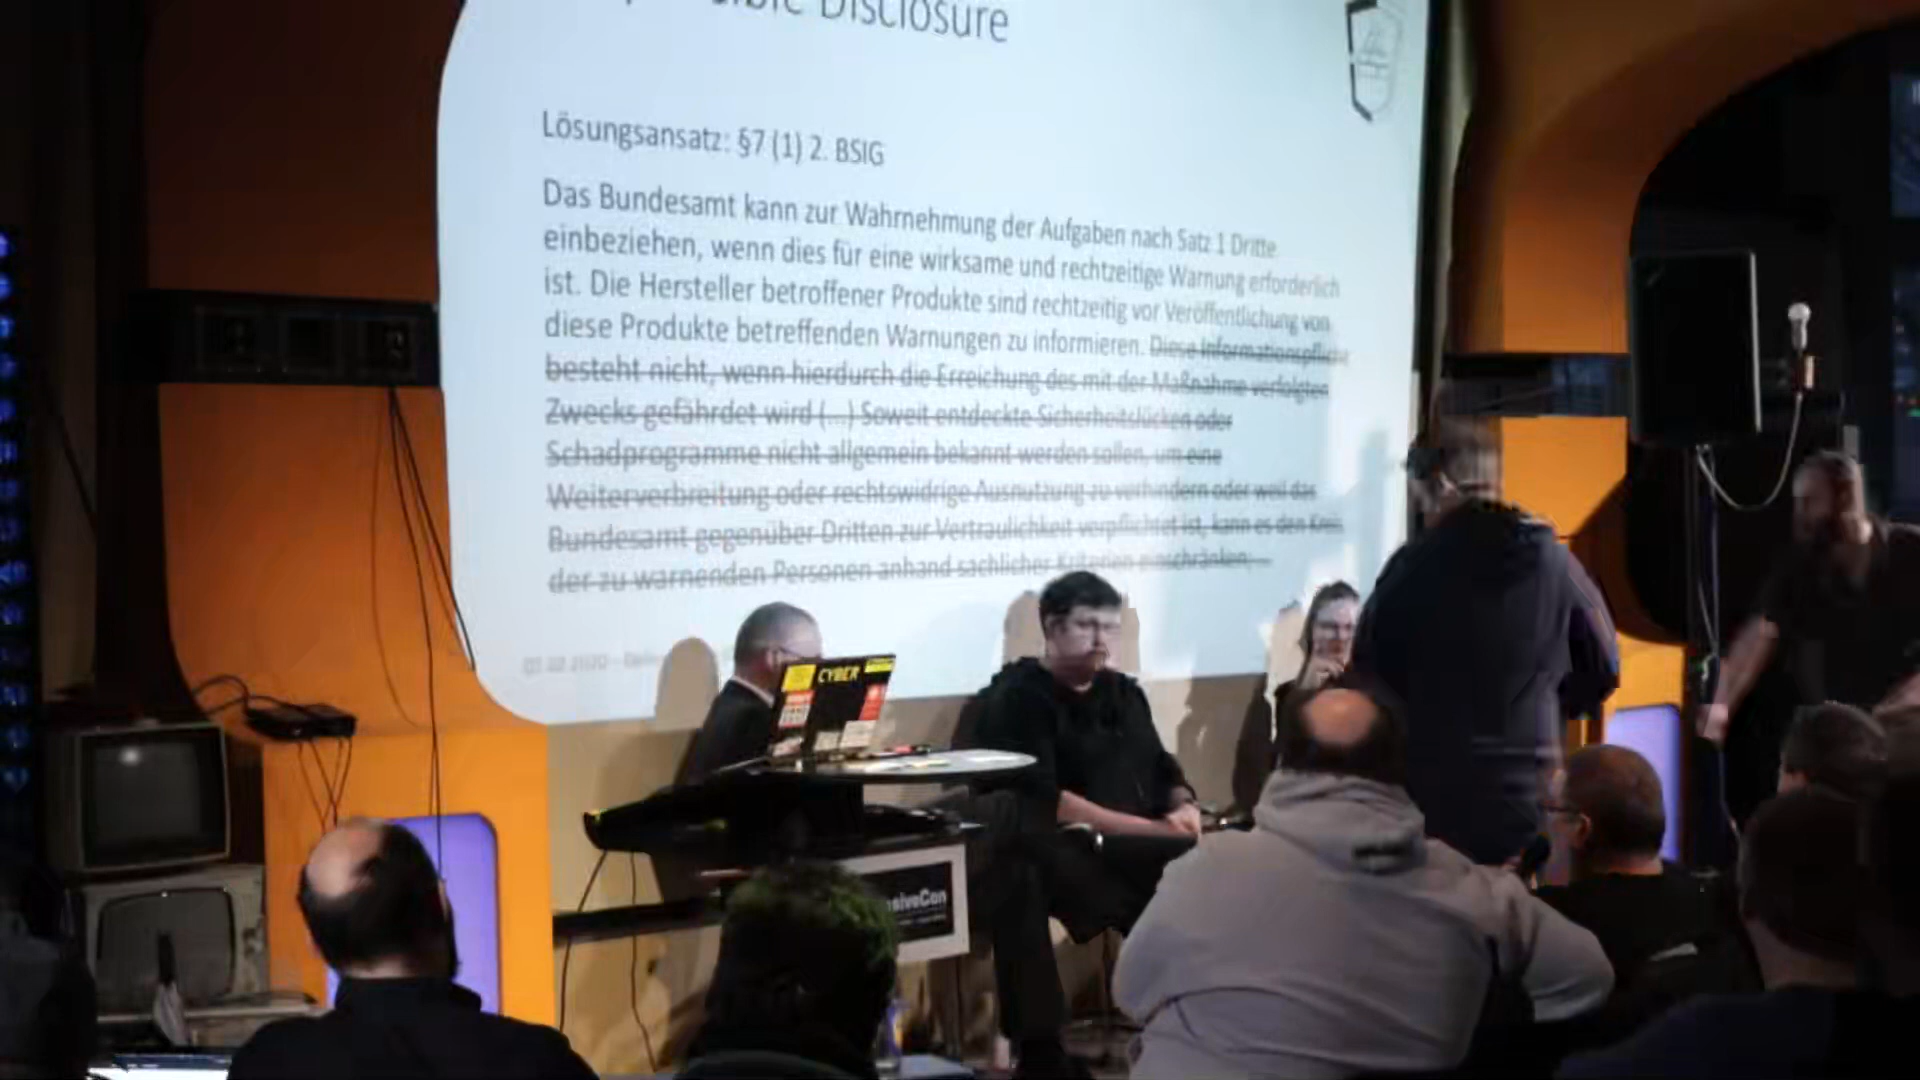 Disclosure
Lösungsansatz: §7 (1) 2. BSIG
Das Bundesamt kann zur Wahrnehmung der Aufgaben nach Satz 1 Dritte
einbeziehen, wenn dies für eine wirksame und rechtzeitige Warnung erforderlich
ist. Die Hersteller betroffener Produkte sind rechtzeitig vor Veröffentlichung von
diese Produkte betreffenden Warnungen zu informieren. Diese Informationspflicht
besteht nicht, wenn hierdurch die Erreichung des mit der Maßnahme verfolgten
Zwecks gefährdet wird (...) Soweit entdeckte Sicherheitslücken oder
Schadprogramme nicht allgemein bekannt werden sollen, um eine
Weiterverbreitung oder rechtswidrige Ausnutzung zu verhindern oder weil das
Bundesamt gegenüber Dritten zur Vertraulichkeit verpflichtet ist, kann es den Kreis
der zu warnenden Personen anhand sachlicher Kriterien einschränken;
CYBER
siveCon